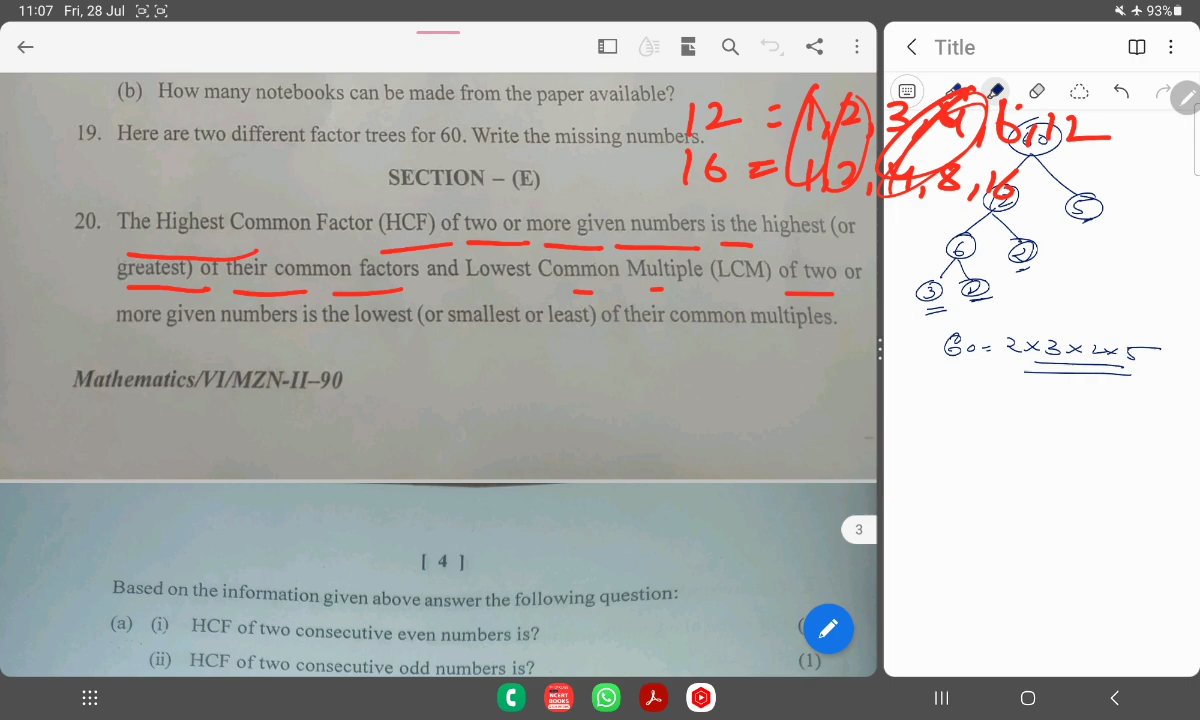 11:07 Fri, 28 Jul
93%
Title
(b) How many notebooks can be made from the paper available?
19. Here are two different factor trees for 60. Write the missing numbers.
12 = 1, 2, 3, 4, 6, 12
16 = 1, 2, 4, 8, 16
SECTION – (E)
20. The Highest Common Factor (HCF) of two or more given numbers is the highest (or
greatest) of their common factors and Lowest Common Multiple (LCM) of two or
more given numbers is the lowest (or smallest or least) of their common multiples.
Mathematics/VI/MZN-II–90
3
[ 4 ]
Based on the information given above answer the following question:
(a) (i) HCF of two consecutive even numbers is?
(ii) HCF of two consecutive odd numbers is? (1)
5
6 2
3 2
60 = 2 × 3 × 2 × 5
NCERT
BOOKS